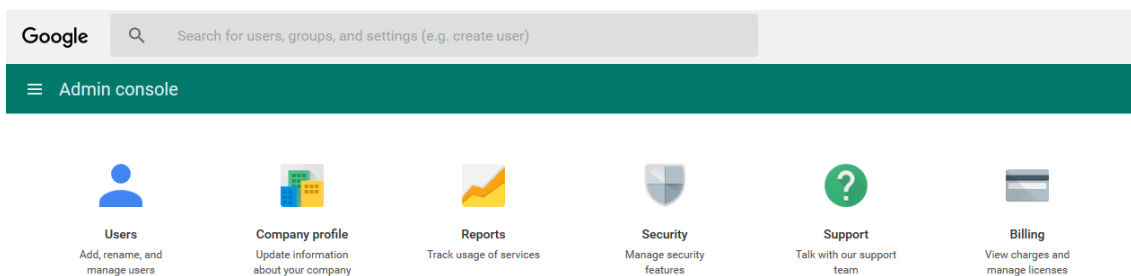 Google
Search for users, groups, and settings (e.g. create user)
Admin console
Users
Add, rename, and
manage users
Company profile
Update information
about your company
Reports
Track usage of services
Security
Manage security
features
Support
Talk with our support
team
Billing
View charges and
manage licenses